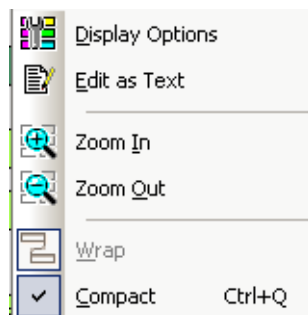 Display Options
Edit as Text
Zoom In
Zoom Out
Wrap
Compact Ctrl+Q